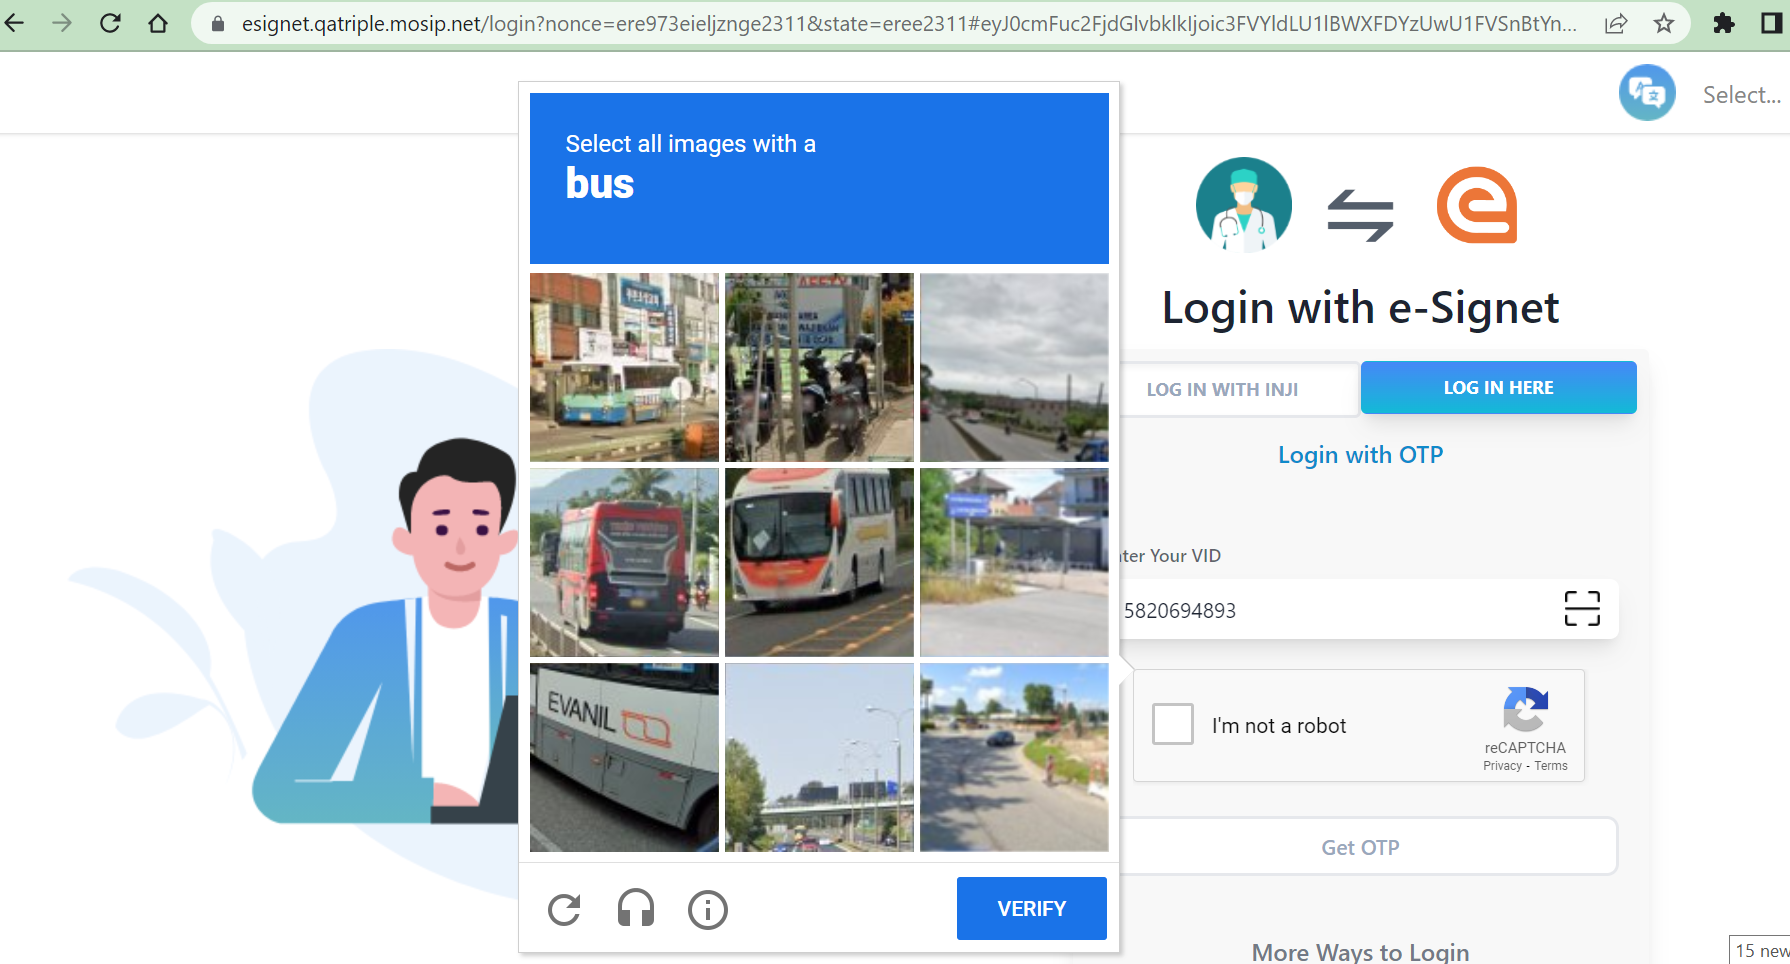 esignet.qatriple.mosip.net/login?nonce=ere973eieljznge2311&state=eree2311#eyJ0cmFuc2FjdGlvbklkIjoic3FVYldLU1lBWXFDYzUwU1FVSnBtYn...
Select...
Select all images with a
bus
EVANIL
VERIFY
Login with e-Signet
LOG IN WITH INJI
LOG IN HERE
Login with OTP
ter Your VID
5820694893
I'm not a robot
reCAPTCHA
Privacy - Terms
Get OTP
More Ways to Login
15 new